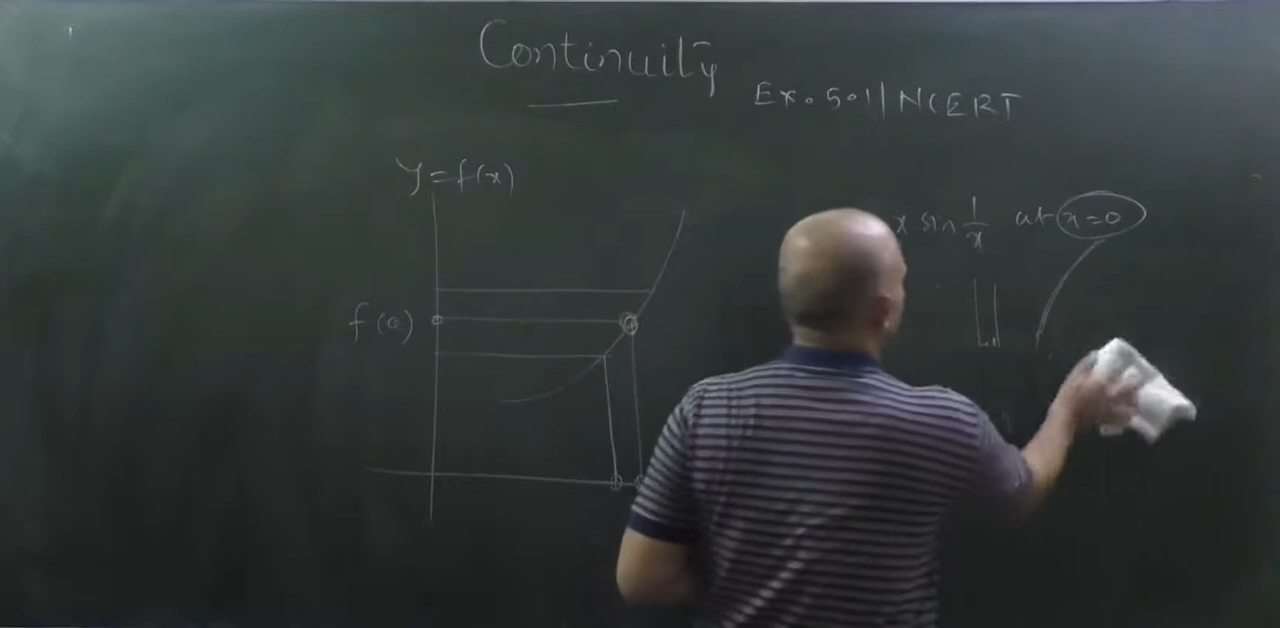 Continuity
Ex. 5.1 | NCERT
y = f(x)
x sin 1/x at x=0
f(a)